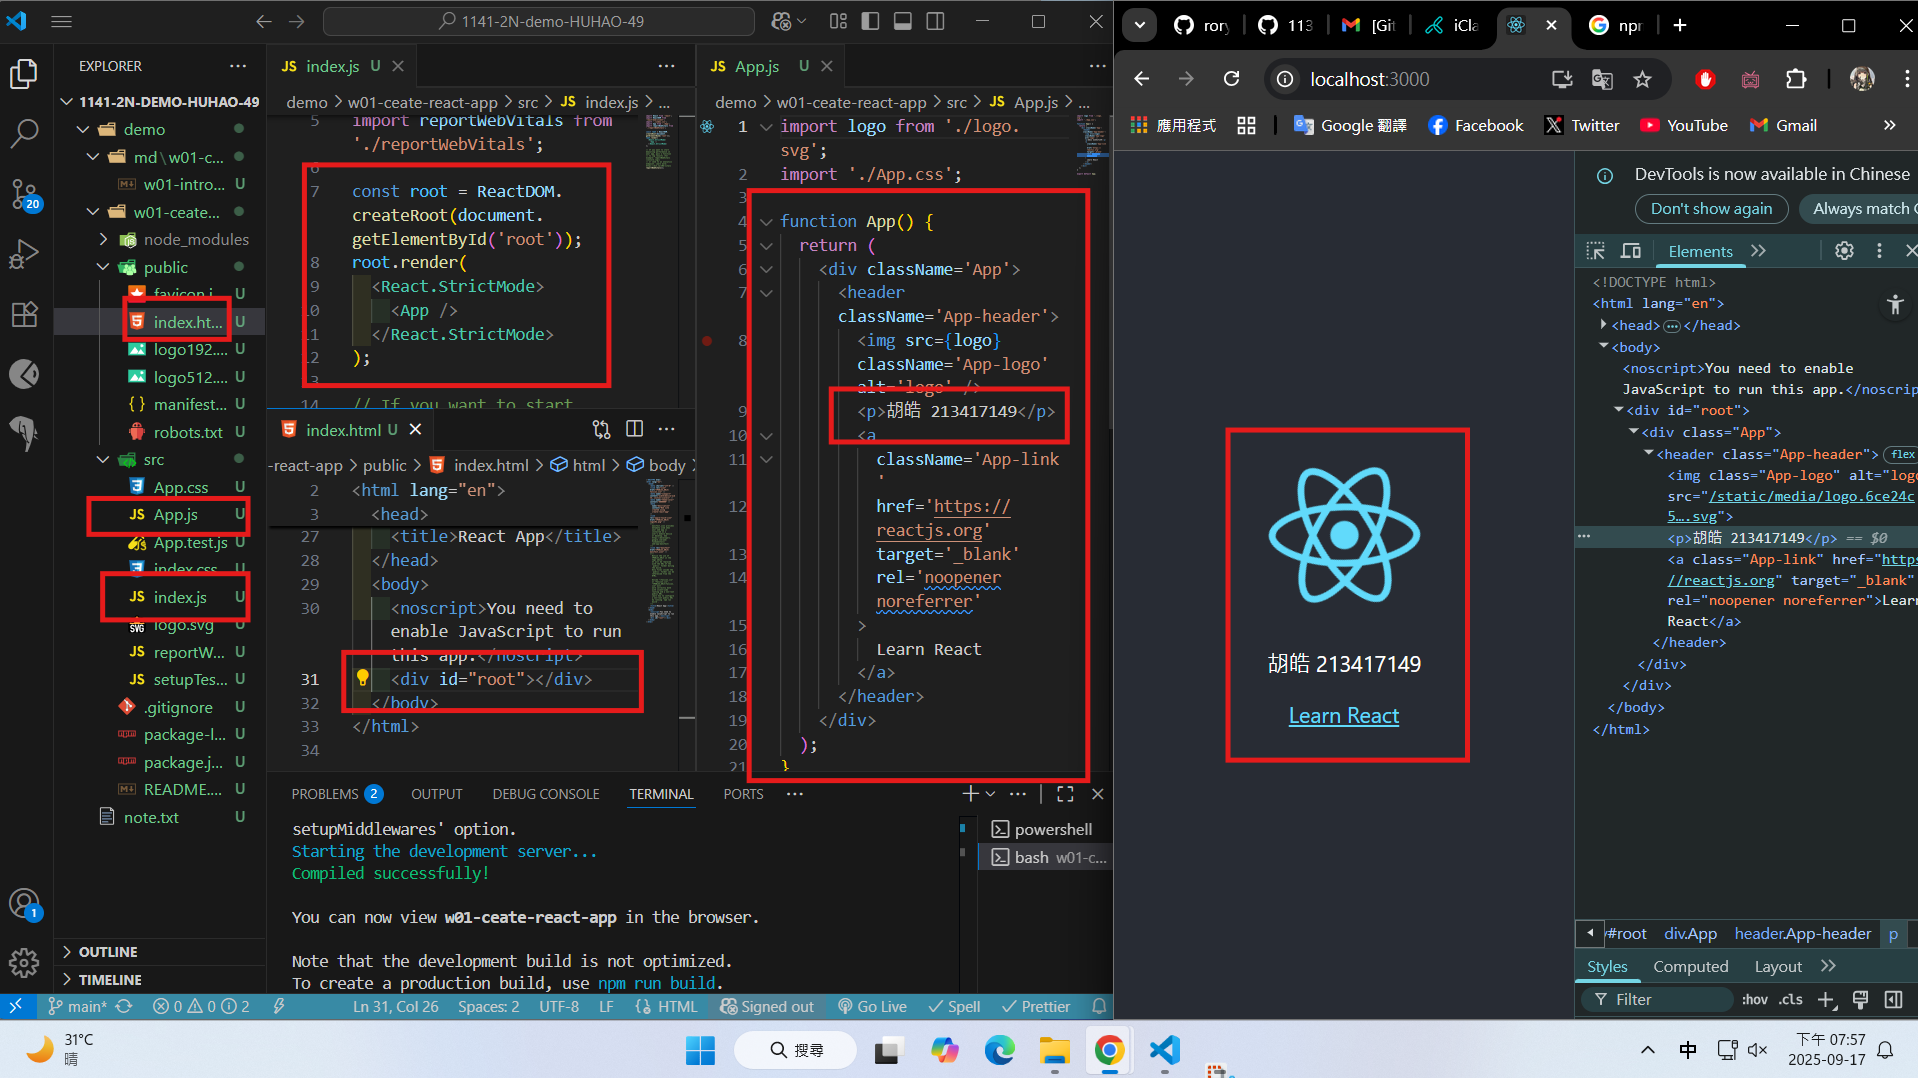 1141-2N-demo-HUHAO-49
EXPLORER
1141-2N-DEMO-HUHAO-49
demo
md\w01-c...
w01-intro... U
w01-ceate...
node_modules
public
favicon.i... U
index.ht... U
logo192.... U
logo512.... U
manifest... U
robots.txt U
src
App.css U
App.js U
App.test.js U
index.css U
index.js U
logo.svg U
reportW... U
setupTes... U
.gitignore U
package-l... U
package.j... U
README.... U
note.txt U
OUTLINE
TIMELINE
20
1
index.js U
demo > w01-ceate-react-app > src > index.js > ...
5 import reportWebVitals from
'./reportWebVitals';
6
7 const root = ReactDOM.
createRoot(document.
getElementById('root'));
8 root.render(
9 <React.StrictMode>
10 <App />
11 </React.StrictMode>
12 );
13
14 // If you want to start
index.html U
-react-app > public > index.html > html > body >
2 <html lang="en">
3 <head>
27 <title>React App</title>
28 </head>
29 <body>
30 <noscript>You need to
enable JavaScript to run
this app.</noscript>
31 <div id="root"></div>
32 </body>
33 </html>
34
App.js U
demo > w01-ceate-react-app > src > App.js > ...
1 import logo from './logo.
svg';
2 import './App.css';
3
4 function App() {
5 return (
6 <div className='App'>
7 <header
className='App-header'>
8 <img src={logo}
className='App-logo'
alt='logo' />
9 <p>胡皓 213417149</p>
10 <a
11 className='App-link
'
12 href='https://
reactjs.org'
13 target='_blank'
14 rel='noopener
noreferrer'
15 >
16 Learn React
17 </a>
18 </header>
19 </div>
20 );
21 }
PROBLEMS 2 OUTPUT DEBUG CONSOLE TERMINAL PORTS
setupMiddlewares' option.
Starting the development server...
Compiled successfully!
You can now view w01-ceate-react-app in the browser.
Note that the development build is not optimized.
To create a production build, use npm run build.
powershell
bash w01-c...
main* 0 0 2 Ln 31, Col 26 Spaces: 2 UTF-8 LF HTML Signed out Go Live Spell Prettier
rory 113 [Git iCla npr
localhost:3000
應用程式 Google 翻譯 Facebook Twitter YouTube Gmail
胡皓 213417149
Learn React
DevTools is now available in Chinese
Don't show again Always match
Elements
<!DOCTYPE html>
<html lang="en">
<head> </head>
<body>
<noscript>You need to enable
JavaScript to run this app.</noscrip
<div id="root">
<div class="App">
<header class="App-header"> flex
<img class="App-logo" alt="logo
src="/static/media/logo.6ce24c
5….svg">
<p>胡皓 213417149</p> == $0
<a class="App-link" href="https
://reactjs.org" target="_blank"
rel="noopener noreferrer">Learn
React</a>
</header>
</div>
</div>
</body>
</html>
#root div.App header.App-header p
Styles Computed Layout
Filter :hov .cls
31°C
晴
搜尋
中
下午 07:57
2025-09-17